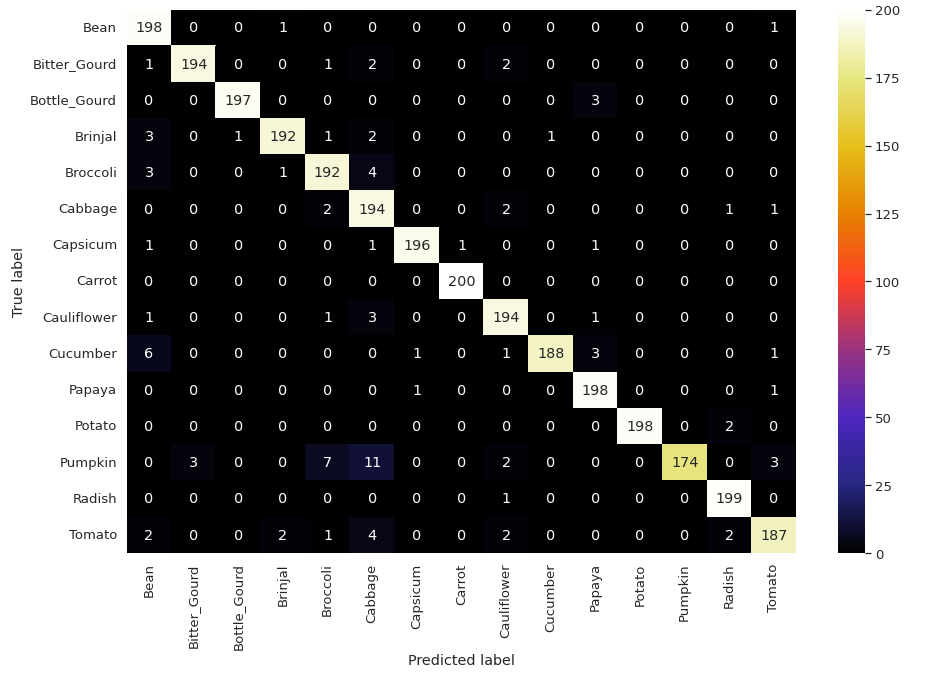 Bean 198 0 0 1 0 0 0 0 0 0 0 0 0 0 1
Bitter_Gourd 1 194 0 0 1 2 0 0 2 0 0 0 0 0 0
Bottle_Gourd 0 0 197 0 0 0 0 0 0 0 3 0 0 0 0
Brinjal 3 0 1 192 1 2 0 0 0 1 0 0 0 0 0
Broccoli 3 0 0 1 192 4 0 0 0 0 0 0 0 0 0
Cabbage 0 0 0 0 2 194 0 0 2 0 0 0 0 1 1
Capsicum 1 0 0 0 0 1 196 1 0 0 1 0 0 0 0
Carrot 0 0 0 0 0 0 0 200 0 0 0 0 0 0 0
Cauliflower 1 0 0 0 1 3 0 0 194 0 1 0 0 0 0
Cucumber 6 0 0 0 0 0 1 0 1 188 3 0 0 0 1
Papaya 0 0 0 0 0 0 1 0 0 0 198 0 0 0 1
Potato 0 0 0 0 0 0 0 0 0 0 0 198 0 2 0
Pumpkin 0 3 0 0 7 11 0 0 2 0 0 0 174 0 3
Radish 0 0 0 0 0 0 0 0 1 0 0 0 0 199 0
Tomato 2 0 0 2 1 4 0 0 2 0 0 0 0 2 187
Bean Bitter_Gourd Bottle_Gourd Brinjal Broccoli Cabbage Capsicum Carrot Cauliflower Cucumber Papaya Potato Pumpkin Radish Tomato
Predicted label
True label
200
175
150
125
100
75
50
25
0